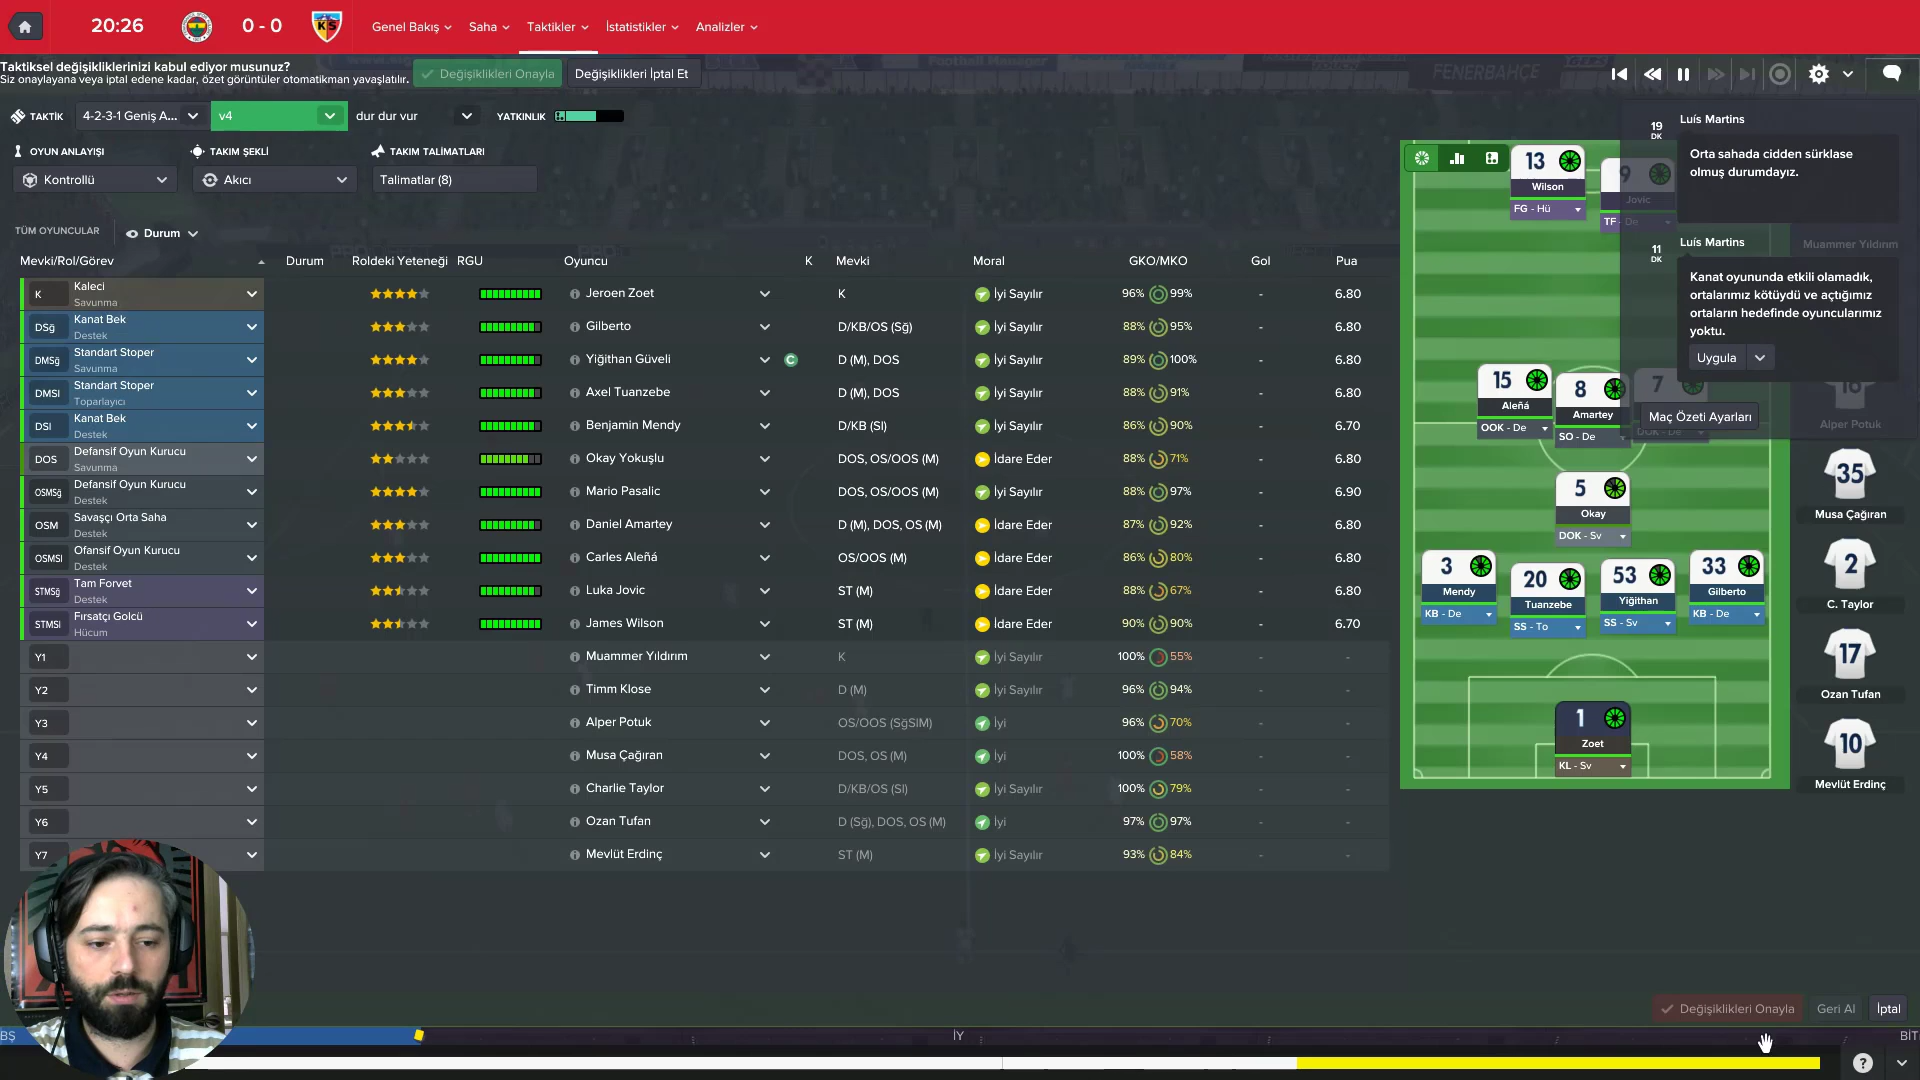 20:26
0 - 0
KS
Genel Bakış
Saha
Taktikler
İstatistikler
Analizler
Taktiksel değişikliklerinizi kabul ediyor musunuz?
Siz onaylayana veya iptal edene kadar, özet görüntüler otomatikman yavaşlatılır.
Değişiklikleri Onayla
Değişiklikleri İptal Et
FENERBAHÇE
TAKTİK
4-2-3-1 Geniş A...
v4
dur dur vur
YATKINLIK
OYUN ANLAYIŞI
TAKIM ŞEKLİ
TAKIM TALİMATLARI
Kontrollü
Akıcı
Talimatlar (8)
TÜM OYUNCULAR
Durum
Mevki/Rol/Görev Durum Roldeki Yeteneği RGU Oyuncu K Mevki Moral GKO/MKO Gol Pua
K Kaleci Savunma Jeroen Zoet K İyi Sayılır 96% 99% - 6.80
DSğ Kanat Bek Destek Gilberto D/KB/OS (Sğ) İyi Sayılır 88% 95% - 6.80
DMSğ Standart Stoper Savunma Yiğithan Güveli C D (M), DOS İyi Sayılır 89% 100% - 6.80
DMSI Standart Stoper Toparlayıcı Axel Tuanzebe D (M), DOS İyi Sayılır 88% 91% - 6.80
DSI Kanat Bek Destek Benjamin Mendy D/KB (Sl) İyi Sayılır 86% 90% - 6.70
DOS Defansif Oyun Kurucu Savunma Okay Yokuşlu DOS, OS/OOS (M) İdare Eder 88% 71% - 6.80
OSMSğ Defansif Oyun Kurucu Destek Mario Pasalic DOS, OS/OOS (M) İyi Sayılır 88% 97% - 6.90
OSM Savaşçı Orta Saha Destek Daniel Amartey D (M), DOS, OS (M) İdare Eder 87% 92% - 6.80
OSMSI Ofansif Oyun Kurucu Destek Carles Aleñá OS/OOS (M) İdare Eder 86% 80% - 6.80
STMSğ Tam Forvet Destek Luka Jovic ST (M) İdare Eder 88% 67% - 6.80
STMSI Fırsatçı Golcü Hücum James Wilson ST (M) İdare Eder 90% 90% - 6.70
Y1 Muammer Yıldırım K İyi Sayılır 100% 55% - -
Y2 Timm Klose D (M) İyi Sayılır 96% 94% - -
Y3 Alper Potuk OS/OOS (SğSlM) İyi 96% 70% - -
Y4 Musa Çağıran DOS, OS (M) İyi 100% 58% - -
Y5 Charlie Taylor D/KB/OS (Sl) İyi Sayılır 100% 79% - -
Y6 Ozan Tufan D (Sğ), DOS, OS (M) İyi 97% 97% - -
Y7 Mevlüt Erdinç ST (M) İyi Sayılır 93% 84% - -
13
Wilson
FG - Hü
9
Jovic
TF - De
15
Aleñá
OOK - De
8
Amartey
SO - De
7
DOK - De
5
Okay
DOK - Sv
3
Mendy
KB - De
20
Tuanzebe
SS - To
53
Yiğithan
SS - Sv
33
Gilberto
KB - De
1
Zoet
KL - Sv
19
DK
Luís Martins
Orta sahada cidden sürklase
olmuş durumdayız.
11
DK
Luís Martins
Kanat oyununda etkili olamadık,
ortalarımız kötüydü ve açtığımız
ortaların hedefinde oyuncularımız
yoktu.
Uygula
Maç Özeti Ayarları
Muammer Yıldırım
16
Alper Potuk
35
Musa Çağıran
2
C. Taylor
17
Ozan Tufan
10
Mevlüt Erdinç
Değişiklikleri Onayla
Geri Al
İptal
BŞ
İY
BİT
?